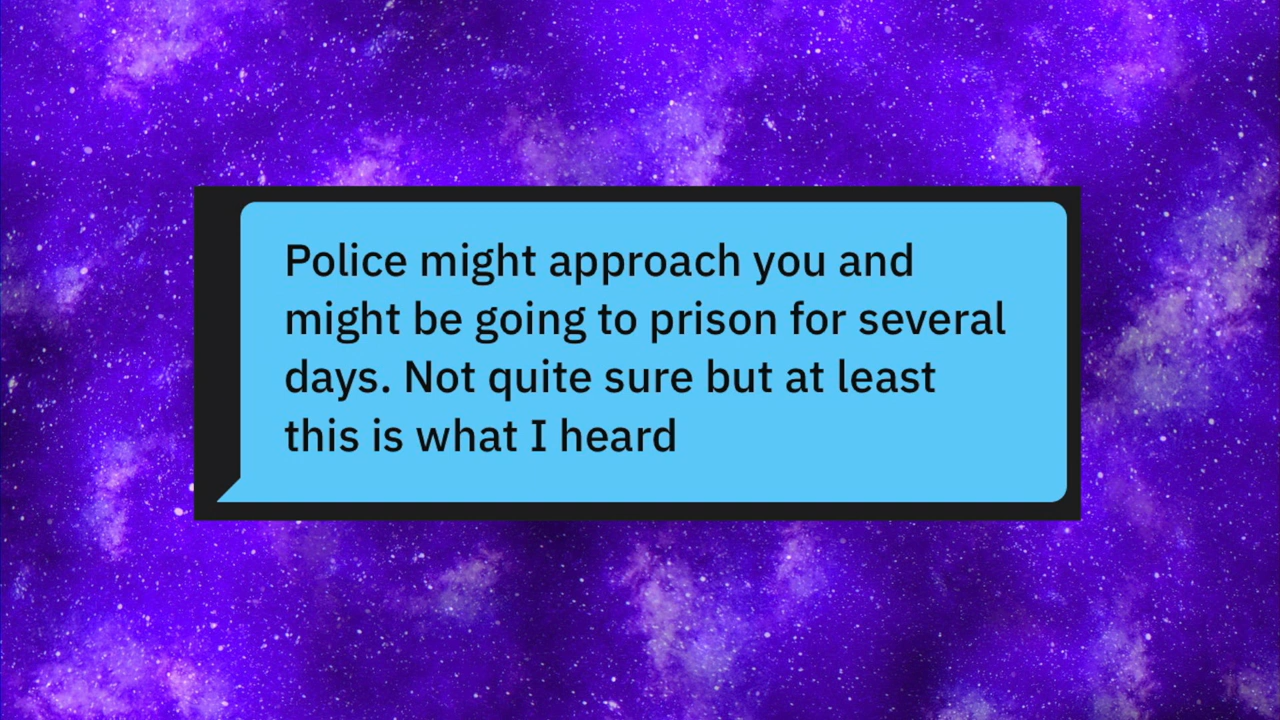 Police might approach you and
might be going to prison for several
days. Not quite sure but at least
this is what I heard